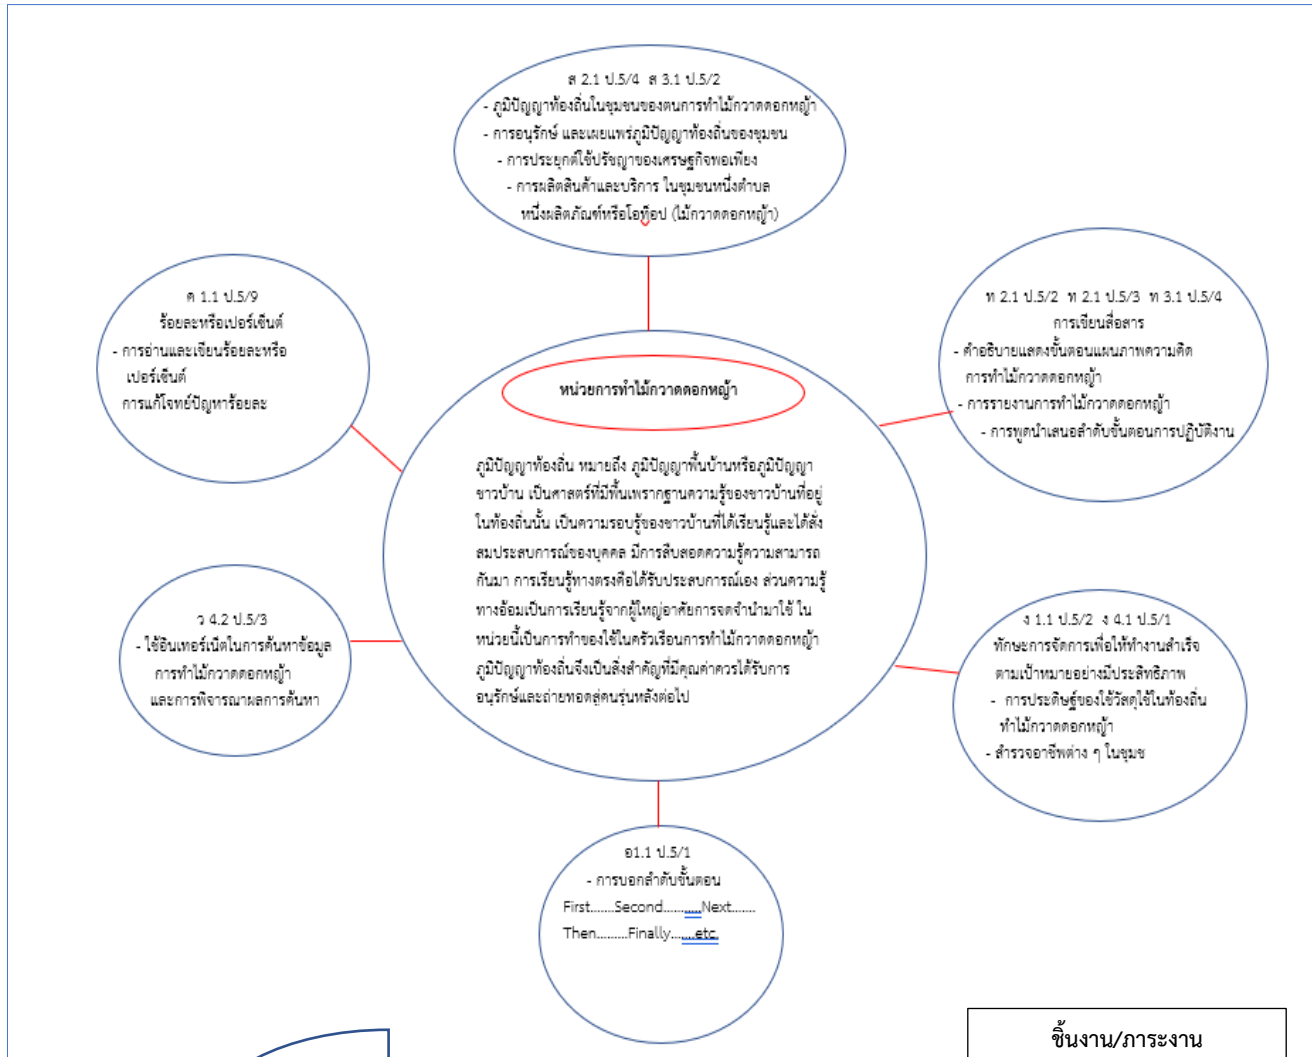 ส 2.1 ป.5/4  ส 3.1 ป.5/2
- ภูมิปัญญาท้องถิ่นในชุมชนของตนการทำไม้กวาดดอกหญ้า
- การอนุรักษ์ และเผยแพร่ภูมิปัญญาท้องถิ่นของชุมชน
- การประยุกต์ใช้ปรัชญาของเศรษฐกิจพอเพียง
- การผลิตสินค้าและบริการ ในชุมชนหนึ่งตำบล
หนึ่งผลิตภัณฑ์หรือโอท็อป (ไม้กวาดดอกหญ้า)
ค 1.1 ป.5/9
ร้อยละหรือเปอร์เซ็นต์
- การอ่านและเขียนร้อยละหรือ
เปอร์เซ็นต์
การแก้โจทย์ปัญหาร้อยละ
ท 2.1 ป.5/2  ท 2.1 ป.5/3  ท 3.1 ป.5/4
การเขียนสื่อสาร
- คำอธิบายแสดงขั้นตอนแผนภาพความคิด
การทำไม้กวาดดอกหญ้า
- การรายงานการทำไม้กวาดดอกหญ้า
- การพูดนำเสนอลำดับขั้นตอนการปฏิบัติงาน
หน่วยการทำไม้กวาดดอกหญ้า
ภูมิปัญญาท้องถิ่น หมายถึง ภูมิปัญญาพื้นบ้านหรือภูมิปัญญา
ชาวบ้าน เป็นศาสตร์ที่มีพื้นเพรากฐานความรู้ของชาวบ้านที่อยู่
ในท้องถิ่นนั้น เป็นความรอบรู้ของชาวบ้านที่ได้เรียนรู้และได้สั่ง
สมประสบการณ์ของบุคคล มีการสืบสอดความรู้ความสามารถ
กันมา การเรียนรู้ทางตรงคือได้รับประสบการณ์เอง ส่วนความรู้
ทางอ้อมเป็นการเรียนรู้จากผู้ใหญ่อาศัยการจดจำนำมาใช้ ใน
หน่วยนี้เป็นการทำของใช้ในครัวเรือนการทำไม้กวาดดอกหญ้า
ภูมิปัญญาท้องถิ่นจึงเป็นสิ่งสำคัญที่มีคุณค่าควรได้รับการ
อนุรักษ์และถ่ายทอดสู่คนรุ่นหลังต่อไป
ว 4.2 ป.5/3
- ใช้อินเทอร์เน็ตในการค้นหาข้อมูล
การทำไม้กวาดดอกหญ้า
และการพิจารณาผลการค้นหา
ง 1.1 ป.5/2  ง 4.1 ป.5/1
ทักษะการจัดการเพื่อให้ทำงานสำเร็จ
ตามเป้าหมายอย่างมีประสิทธิภาพ
- การประดิษฐ์ของใช้วัสดุใช้ในท้องถิ่น
ทำไม้กวาดดอกหญ้า
- สำรวจอาชีพต่าง ๆ ในชุมช
อ1.1 ป.5/1
- การบอกลำดับขั้นตอน
First.......Second............Next.......
Then.........Finally.......etc.
ชิ้นงาน/ภาระงาน